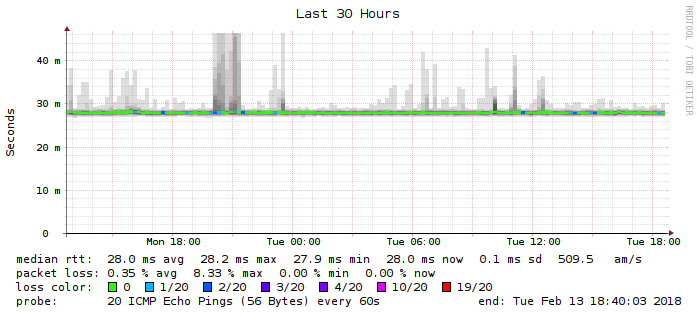 Last 30 Hours
RRDTOOL / TOBI OETIKER
Seconds
40 m
30 m
20 m
10 m
0
Mon 18:00 Tue 00:00 Tue 06:00 Tue 12:00 Tue 18:00
median rtt: 28.0 ms avg 28.2 ms max 27.9 ms min 28.0 ms now 0.1 ms sd 509.5 am/s
packet loss: 0.35 % avg 8.33 % max 0.00 % min 0.00 % now
loss color: 0 1/20 2/20 3/20 4/20 10/20 19/20
probe: 20 ICMP Echo Pings (56 Bytes) every 60s end: Tue Feb 13 18:40:03 2018